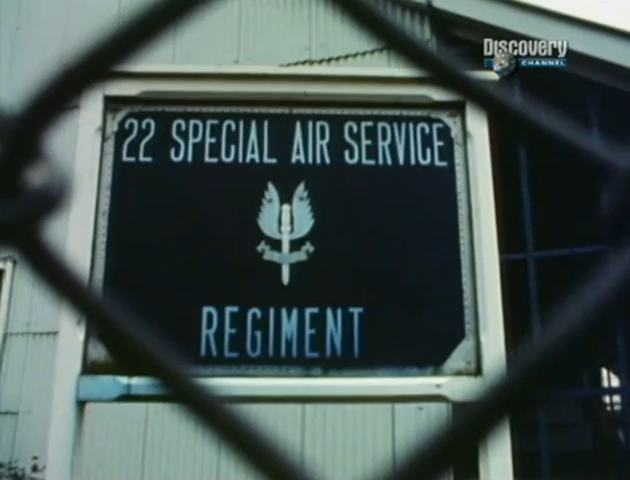 Discovery
CHANNEL
22 SPECIAL AIR SERVICE
REGIMENT